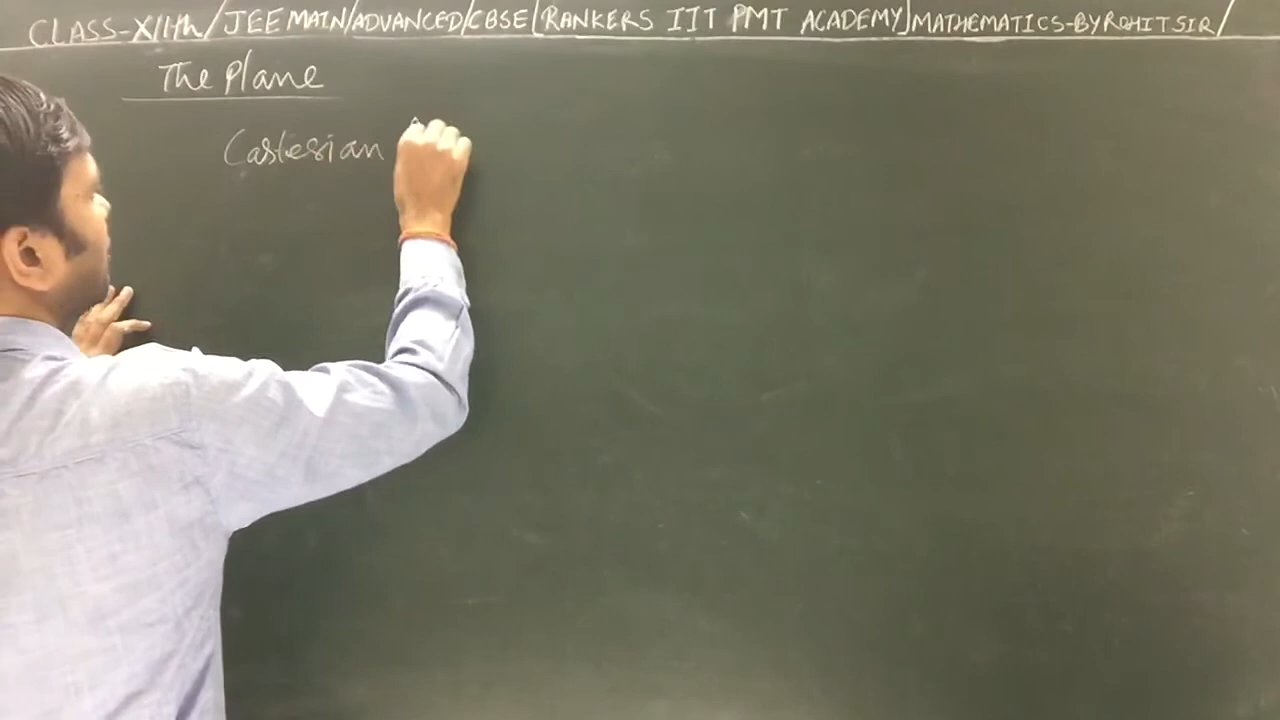 CLASS-XIIth/JEE MAIN/ADVANCED/CBSE[RANKERS IIT PMT ACADEMY]MATHEMATICS-BY ROHIT SIR/
The Plane
Cartesian